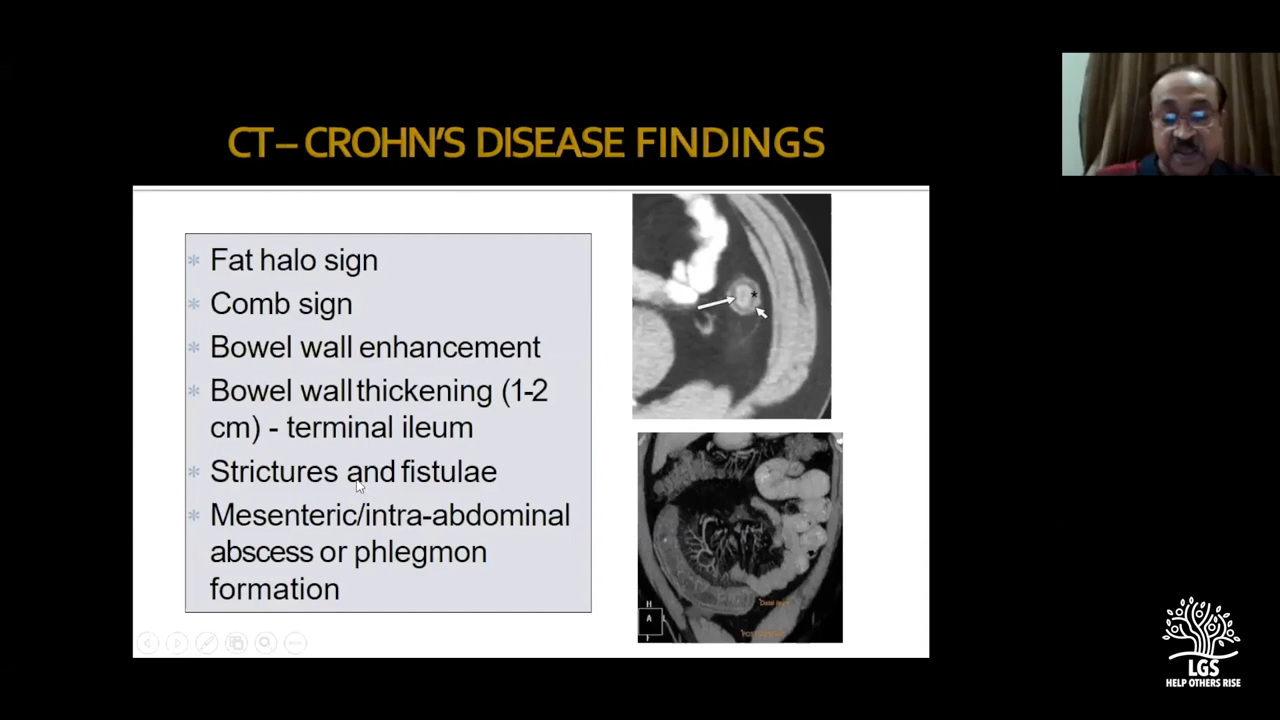 CT – CROHN'S DISEASE FINDINGS
Fat halo sign
Comb sign
Bowel wall enhancement
Bowel wall thickening (1-2
cm) - terminal ileum
Strictures and fistulae
Mesenteric/intra-abdominal
abscess or phlegmon
formation
*
H
A
F
Distal
LGS
HELP OTHERS RISE